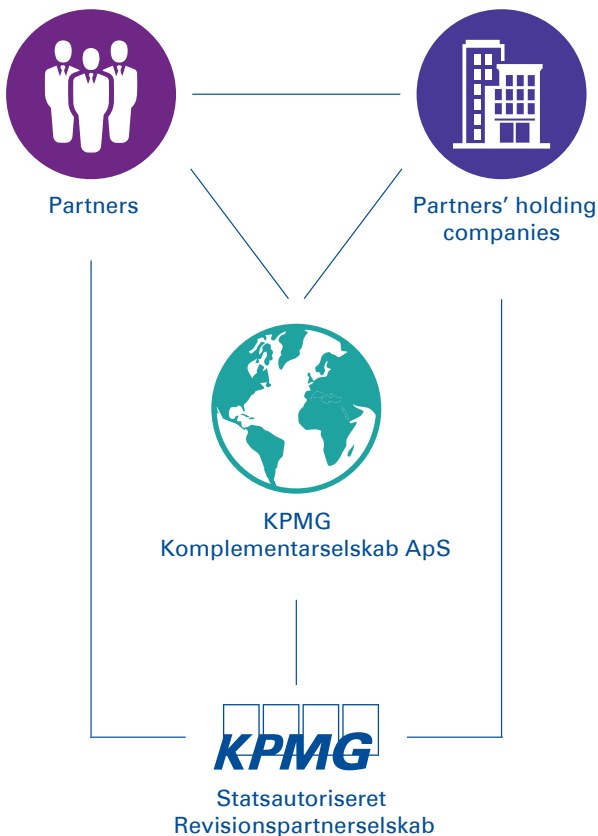 Partners
Partners’ holding
companies
KPMG
Komplementarselskab ApS
KPMG
Statsautoriseret
Revisionspartnerselskab